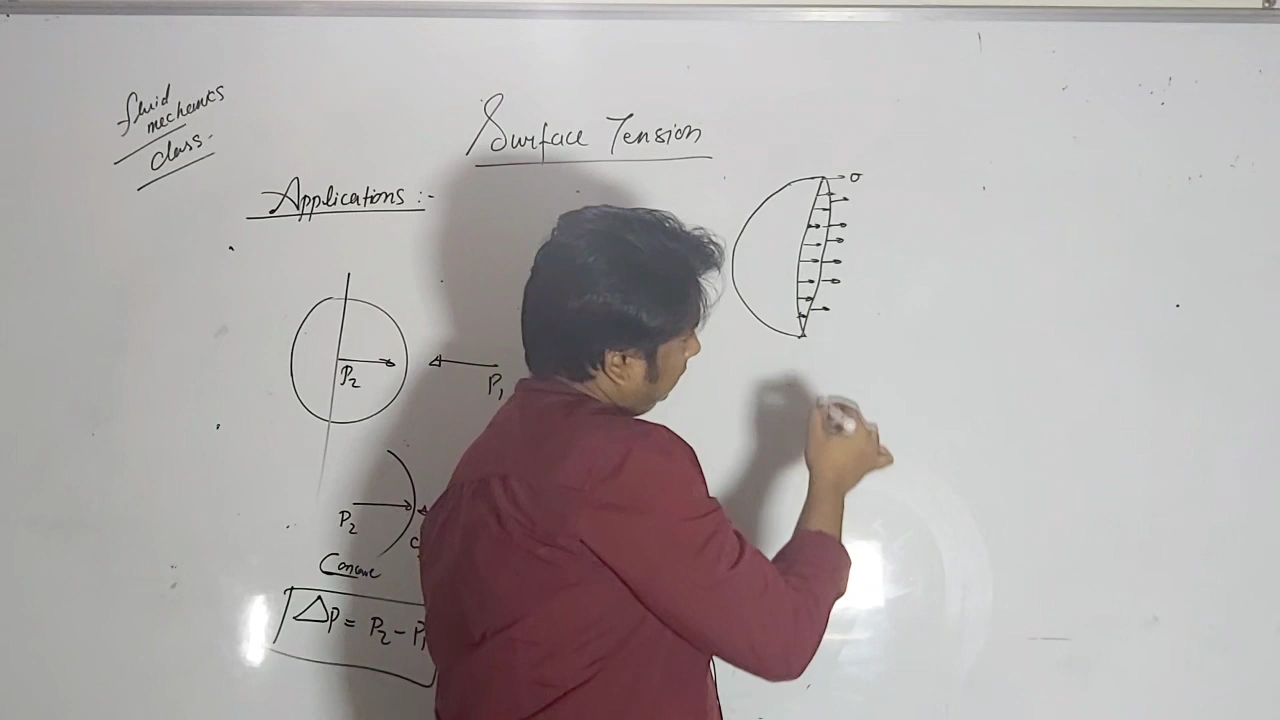 fluid
mechanics
class.
Surface Tension
Applications :-
σ
P₂
P₁
P₂
Concave
ΔP = P₂ - P₁